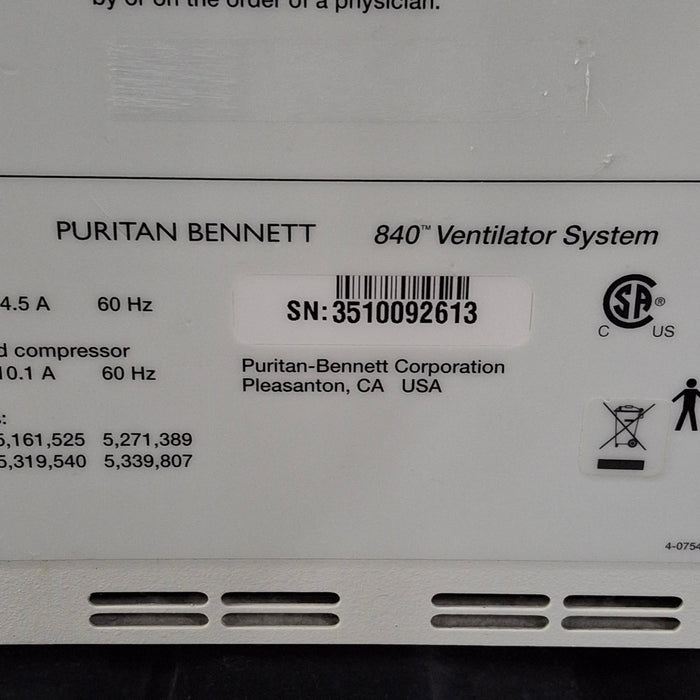 by or on the order of a physician.
PURITAN BENNETT 840™ Ventilator System
4.5 A 60 Hz
SN: 3510092613
SA®
C US
d compressor
10.1 A 60 Hz
Puritan-Bennett Corporation
Pleasanton, CA USA
:
5,161,525 5,271,389
5,319,540 5,339,807
4-0754